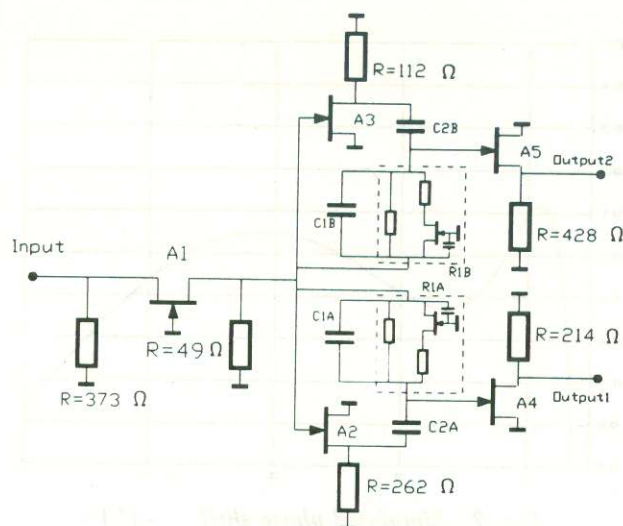 R=112 Ω
A3
C2B
A5
Output2
C1B
R=428 Ω
R1B
Input
A1
R1A
C1A
R=49 Ω
R=214 Ω
R=373 Ω
A4
Output1
A2
C2A
R=262 Ω